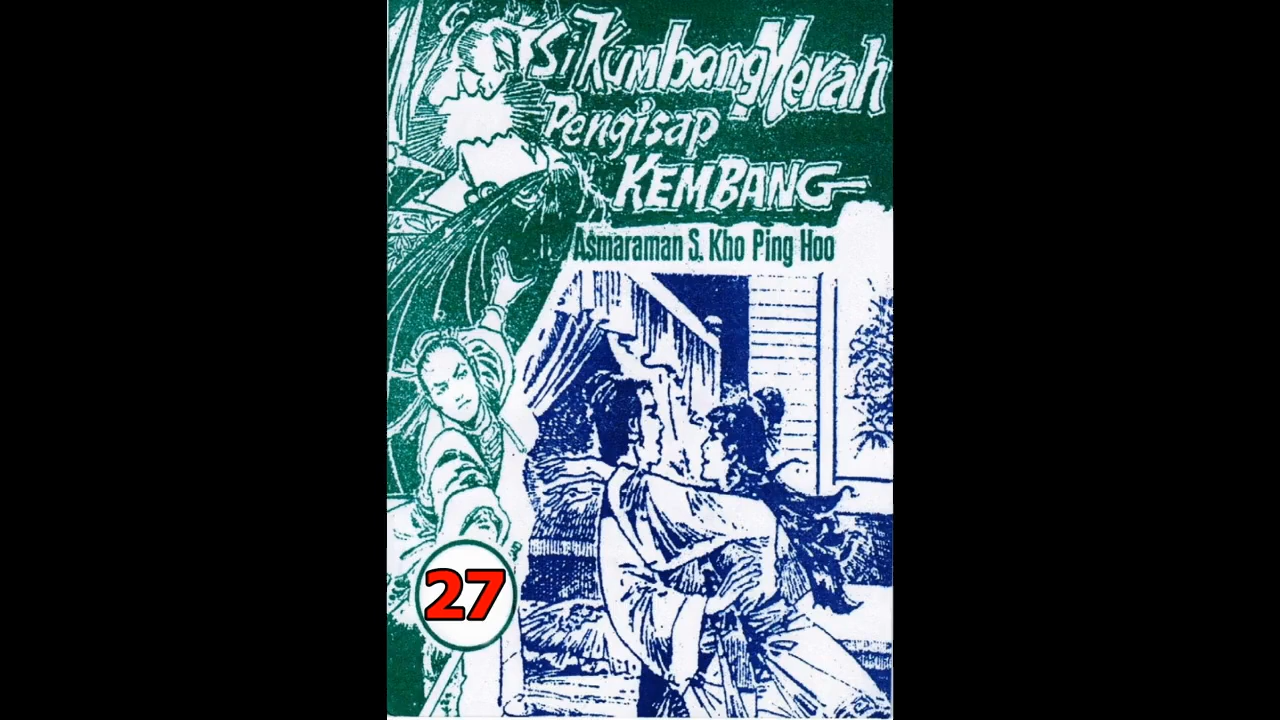 Si Kumbang Merah
Pengisap
KEMBANG
Asmaraman S. Kho Ping Hoo
27